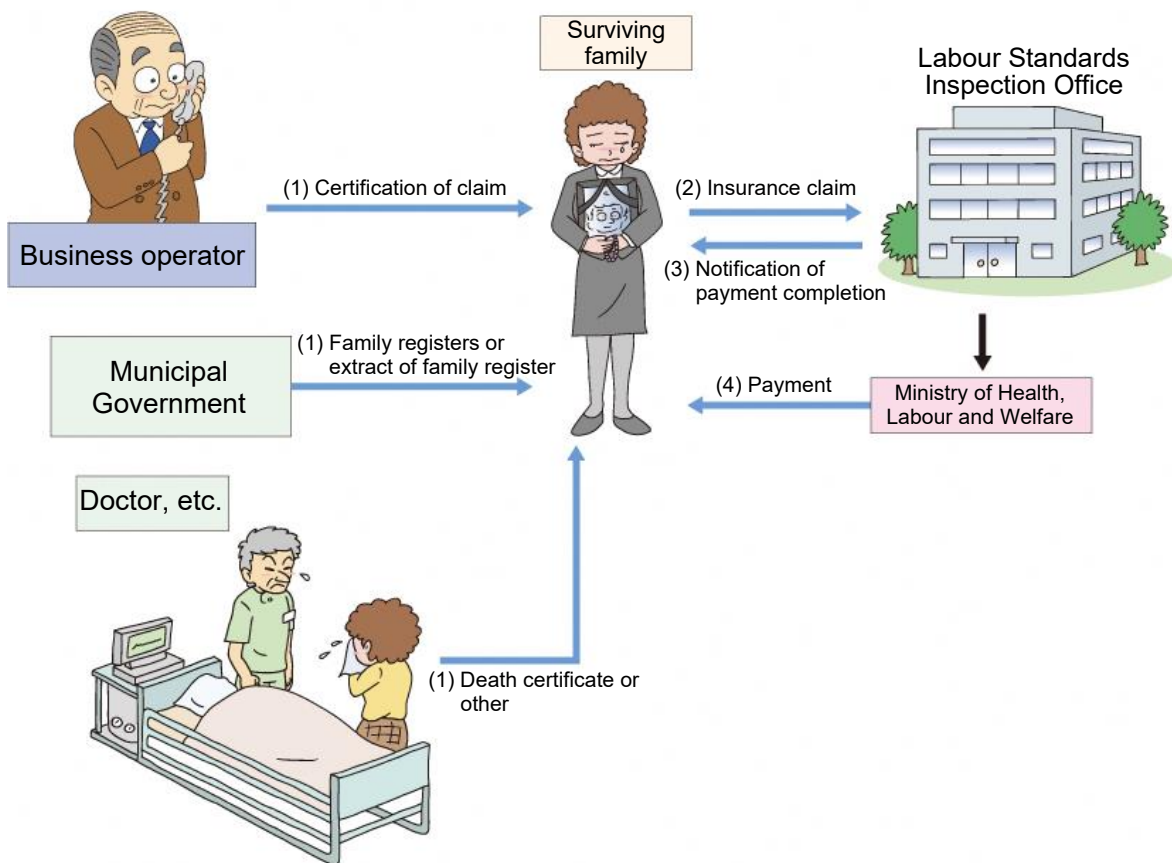 Surviving
family
Labour Standards
Inspection Office
(1) Certification of claim
(2) Insurance claim
Business operator
(3) Notification of
payment completion
(1) Family registers or
extract of family register
Municipal
Government
(4) Payment
Ministry of Health,
Labour and Welfare
Doctor, etc.
(1) Death certificate or
other